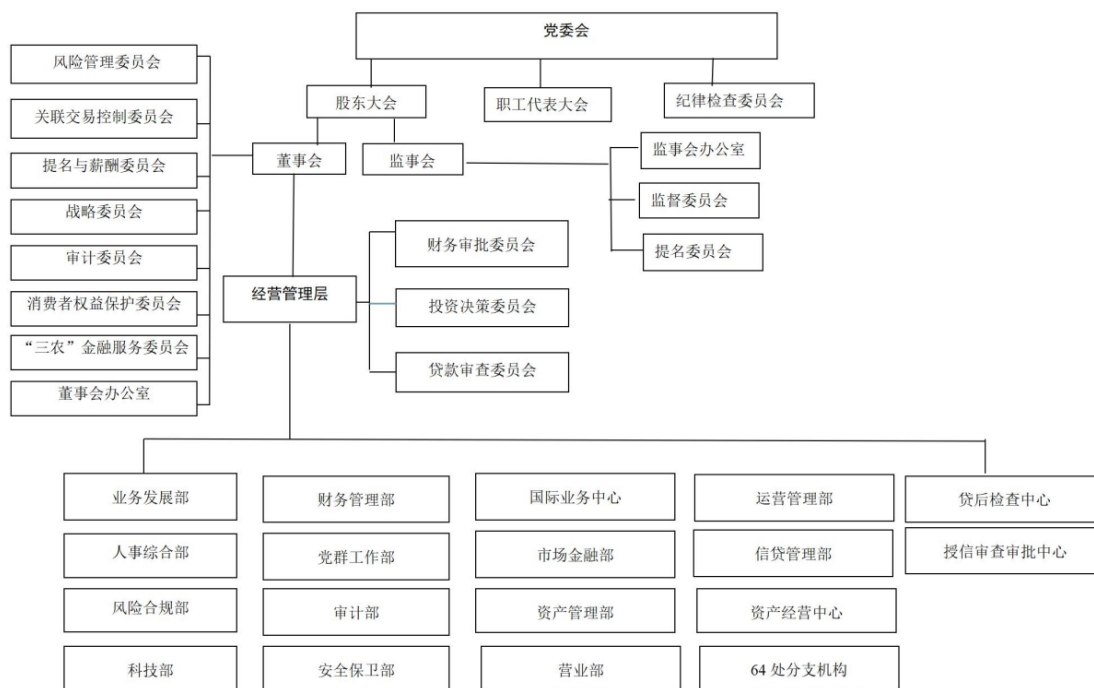 党委会
风险管理委员会
关联交易控制委员会
提名与薪酬委员会
战略委员会
审计委员会
消费者权益保护委员会
“三农”金融服务委员会
董事会办公室
股东大会
职工代表大会
纪律检查委员会
董事会
监事会
监事会办公室
监督委员会
提名委员会
经营管理层
财务审批委员会
投资决策委员会
贷款审查委员会
业务发展部
财务管理部
国际业务中心
运营管理部
贷后检查中心
人事综合部
党群工作部
市场金融部
信贷管理部
授信审查审批中心
风险合规部
审计部
资产管理部
资产经营中心
科技部
安全保卫部
营业部
64 处分支机构